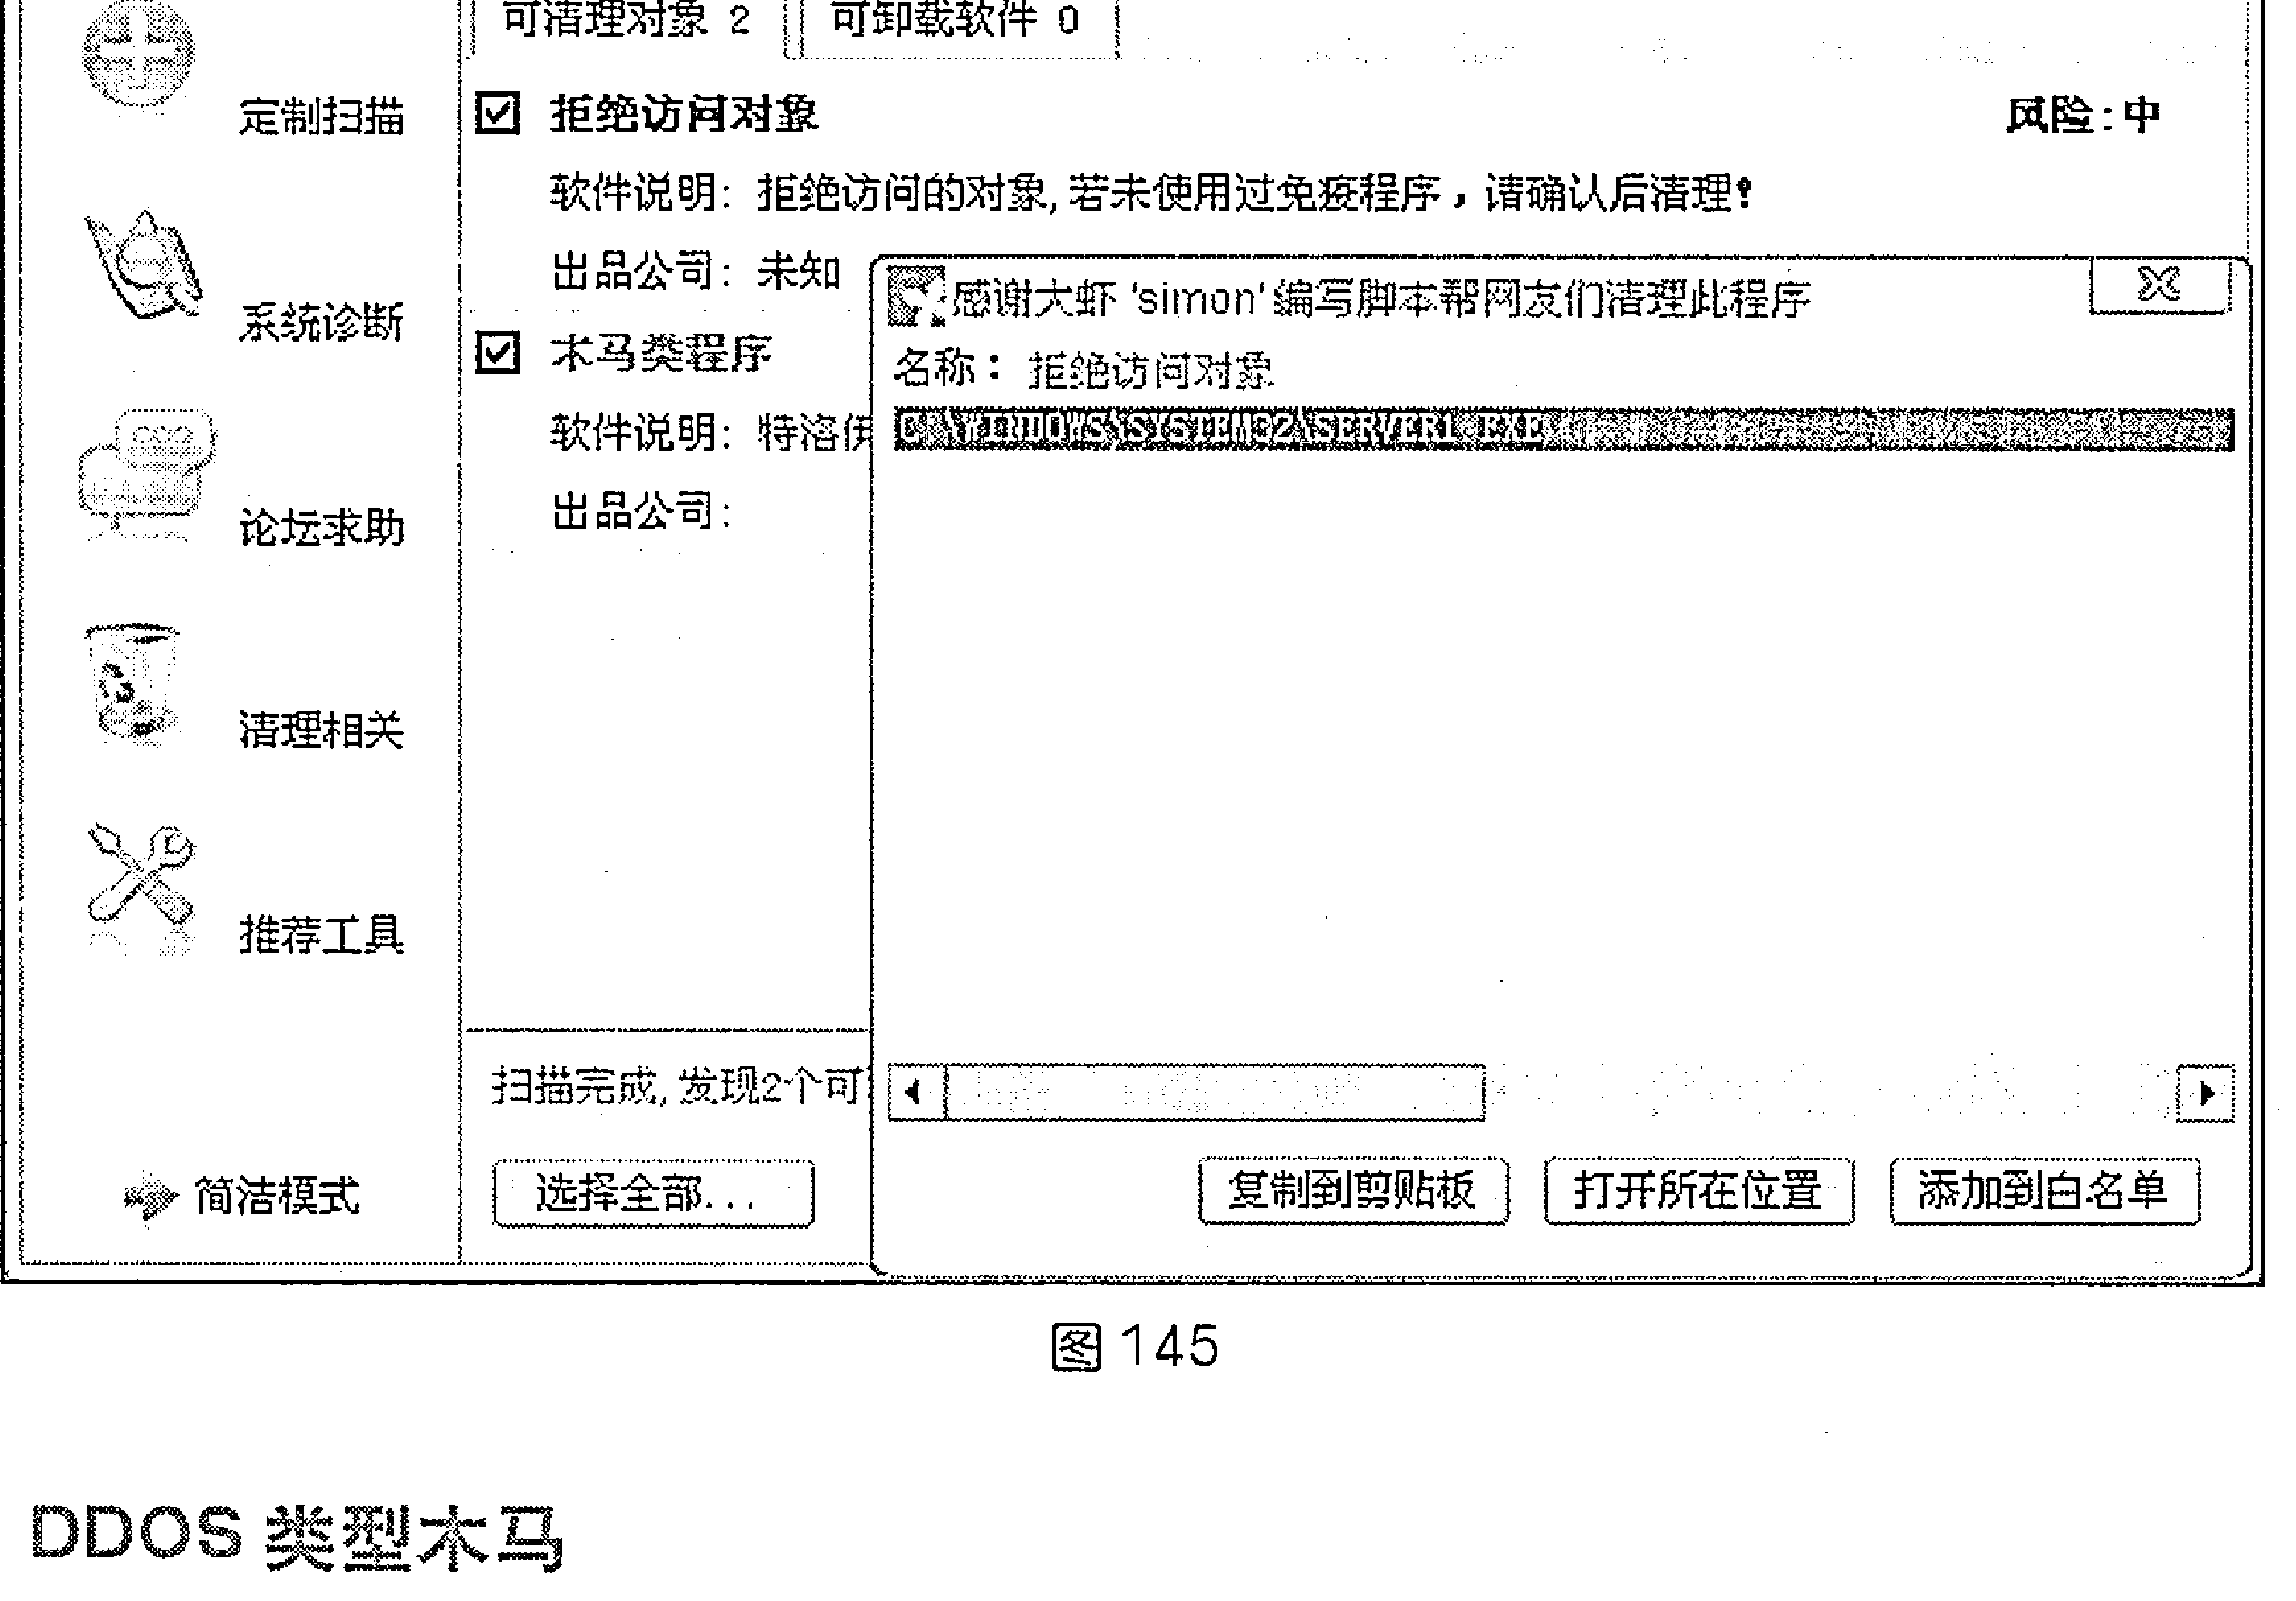 可清理对象 2
可卸载软件 0
定制扫描
系统诊断
论坛求助
清理相关
推荐工具
简洁模式
拒绝访问对象
风险:中
软件说明: 拒绝访问的对象,若未使用过免疫程序，请确认后清理!
出品公司: 未知
木马类程序
软件说明: 特洛伊
出品公司:
扫描完成,发现2个可
选择全部...
感谢大虾 'simon' 编写脚本帮网友们清理此程序
名称: 拒绝访问对象
C:\WINDOWS\SYSTEM32\SERVER1.EXE
复制到剪贴板
打开所在位置
添加到白名单
图 145
DDOS 类型木马